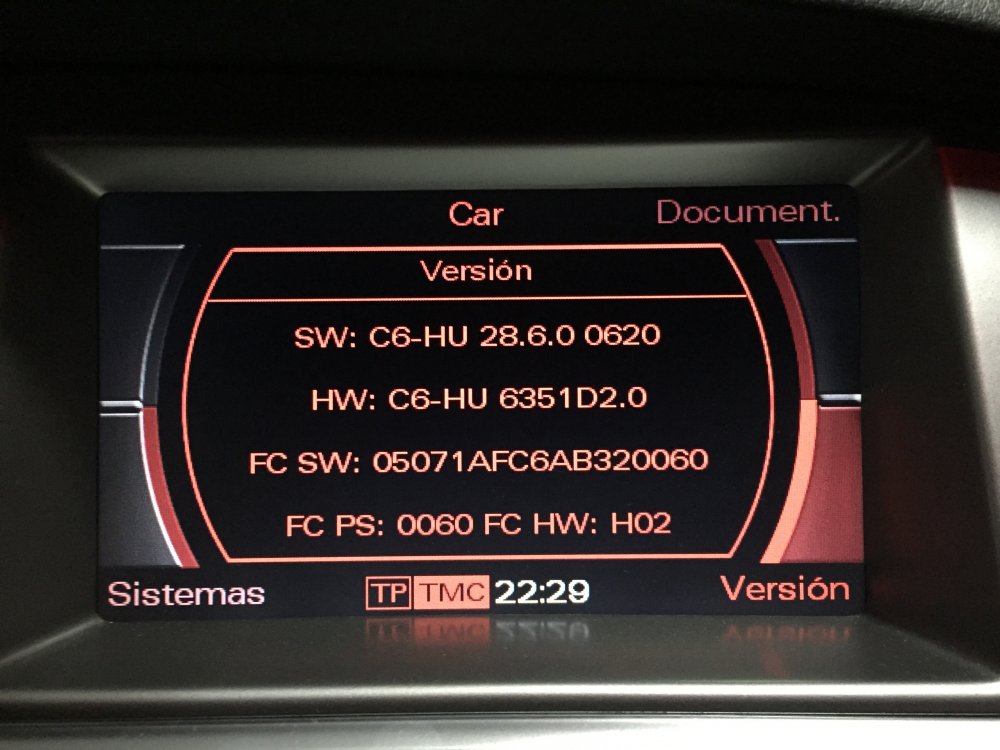 Car
Document.
Versión
SW: C6-HU 28.6.0 0620
HW: C6-HU 6351D2.0
FC SW: 05071AFC6AB320060
FC PS: 0060 FC HW: H02
Sistemas
TP TMC 22:29
Versión